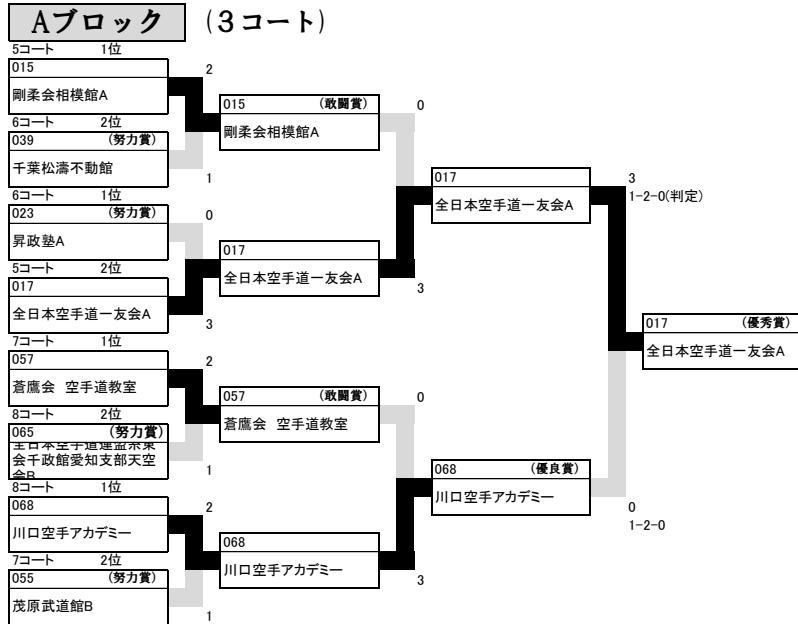 Aブロック (3コート)
5コート 1位
015
剛柔会相模館A
2
6コート 2位
039 (努力賞)
千葉松濤不動館
1
015 (敢闘賞)
剛柔会相模館A
0
6コート 1位
023 (努力賞)
昇政塾A
0
5コート 2位
017
全日本空手道一友会A
3
017
全日本空手道一友会A
3
017
全日本空手道一友会A
3
1-2-0(判定)
7コート 1位
057
蒼鷹会 空手道教室
2
8コート 2位
065 (努力賞)
会千政館愛知支部天空
1
057 (敢闘賞)
蒼鷹会 空手道教室
0
8コート 1位
068
川口空手アカデミー
2
7コート 2位
055 (努力賞)
茂原武道館B
1
068
川口空手アカデミー
3
068 (優良賞)
川口空手アカデミー
0
1-2-0
017 (優秀賞)
全日本空手道一友会A